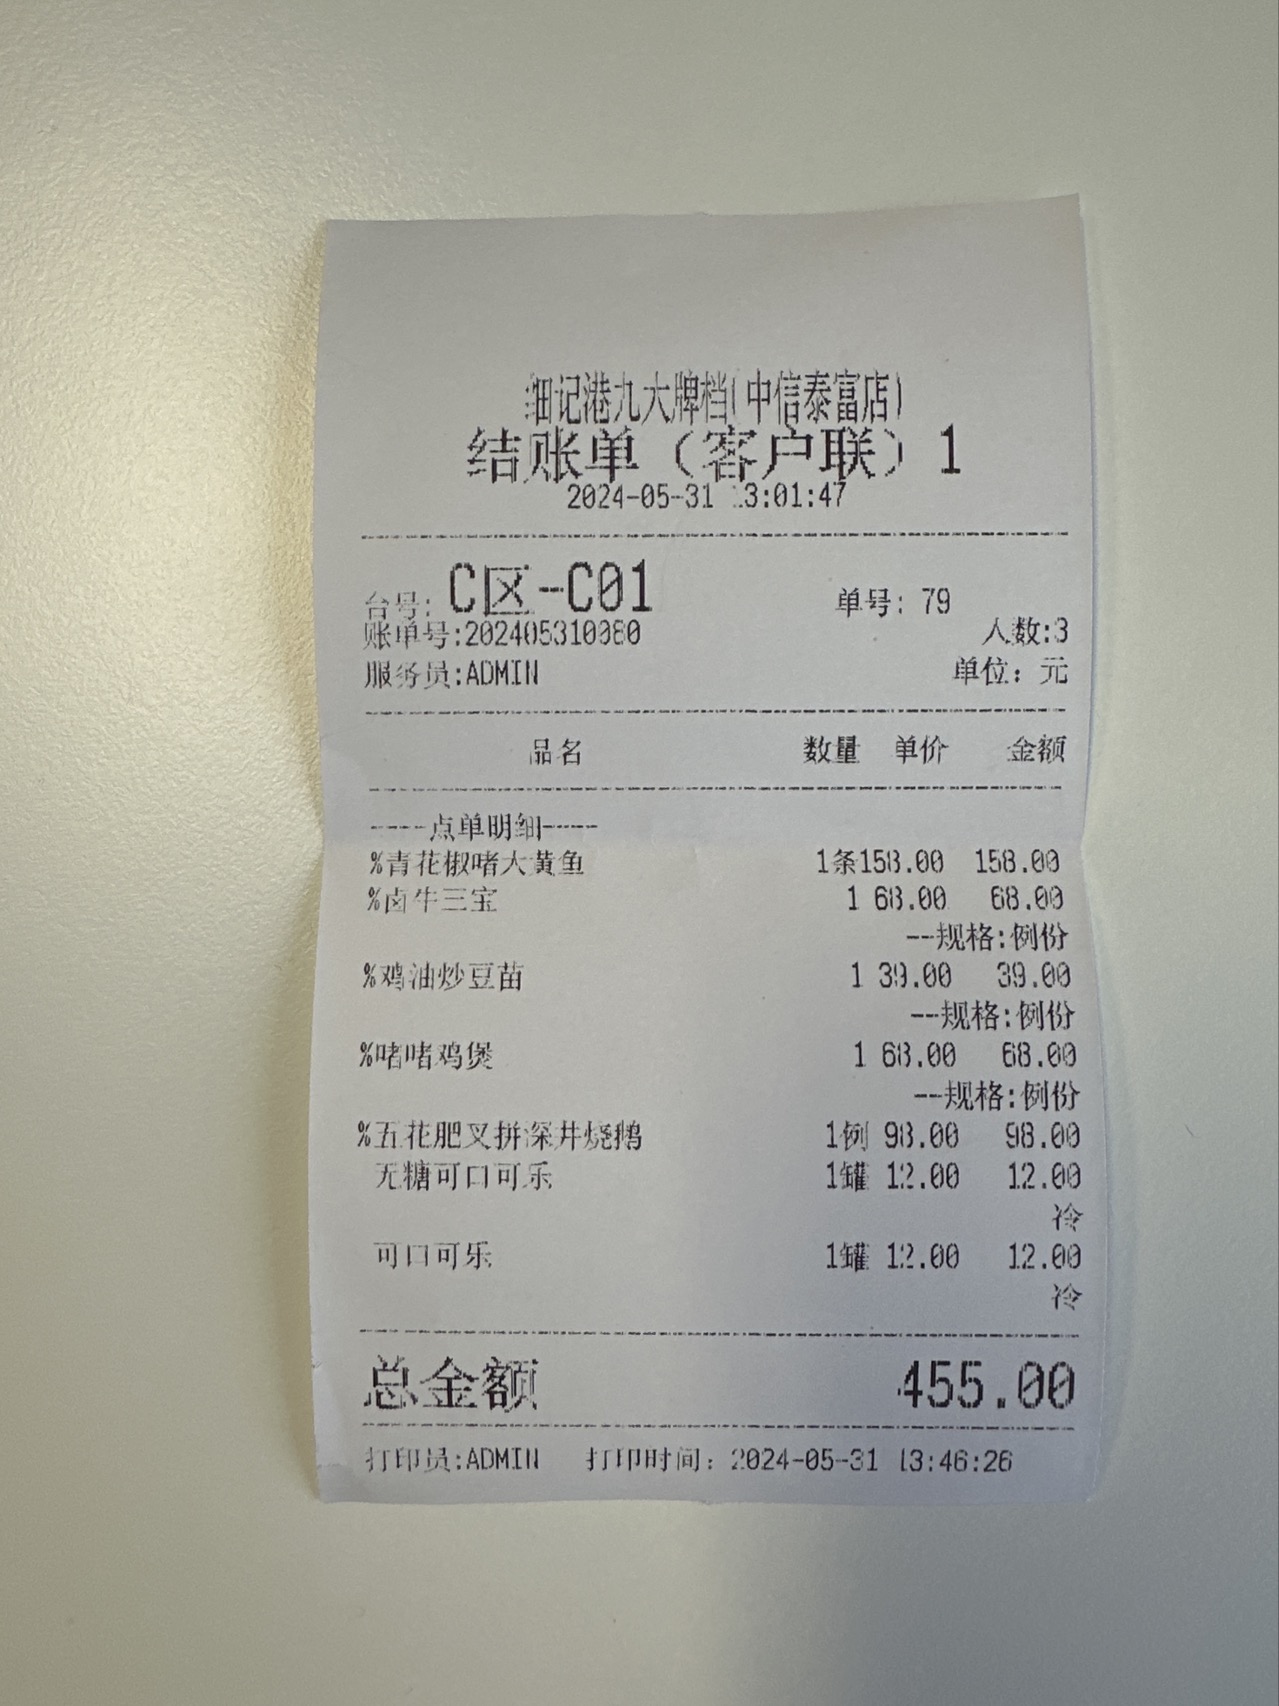 细记港九大牌档(中信泰富店)
结账单（客户联）1
2024-05-31 13:01:47
台号: C区-C01 单号: 79
账单号:202405310080 人数:3
服务员:ADMIN 单位: 元
品名 数量 单价 金额
----点单明细-----
%青花椒啫大黄鱼 1条158.00 158.00
%卤牛三宝 1 68.00 68.00
--规格:例份
%鸡油炒豆苗 1 39.00 39.00
--规格:例份
%啫啫鸡煲 1 68.00 68.00
--规格:例份
%五花肥叉拼深井烧鹅 1例 98.00 98.00
无糖可口可乐 1罐 12.00 12.00
冷
可口可乐 1罐 12.00 12.00
冷
总金额 455.00
打印员:ADMIN 打印时间: 2024-05-31 13:46:26